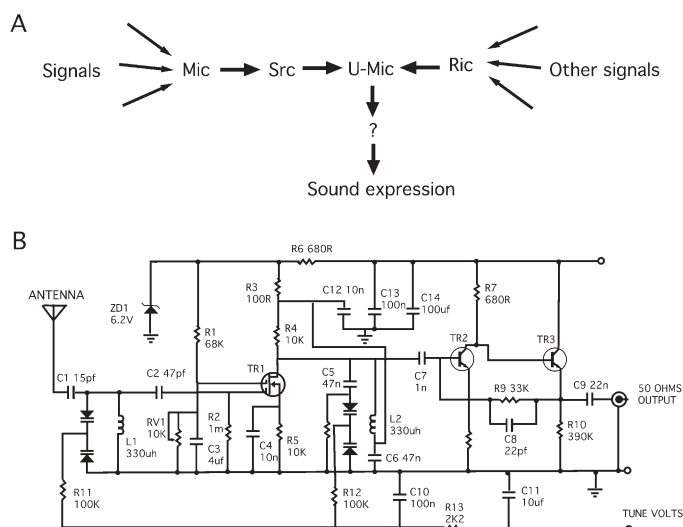 A
Signals
Mic
Src
U-Mic
Ric
Other signals
?
Sound expression
B
R6 680R
ANTENNA
ZD1
6.2V
R1
68K
R3
100R
R4
10K
C12 10n
C13
100n
C14
100uf
R7
680R
TR2
TR3
C1 15pf
C2 47pf
TR1
C5
47n
C7
1n
R9 33K
C9 22n
50 OHMS
OUTPUT
L1
330uh
RV1
10K
C3
4uf
R2
1m
C4
10n
R5
10K
L2
330uh
C6 47n
C8
22pf
R10
390K
R11
100K
R12
100K
C10
100n
R13
2K2
C11
10uf
TUNE VOLTS